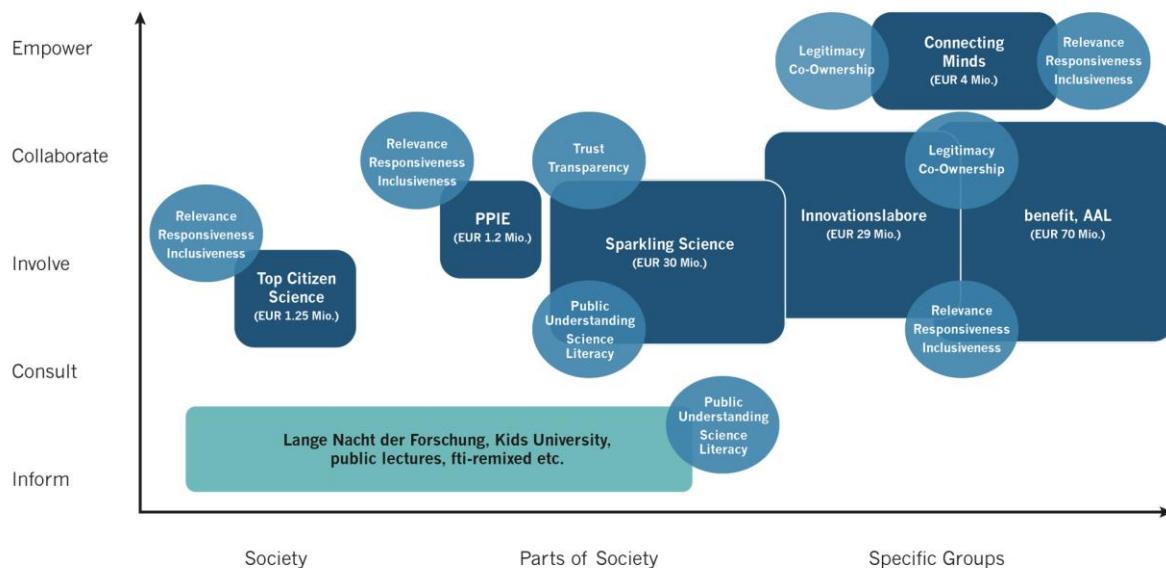 Empower
Collaborate
Involve
Consult
Inform
Legitimacy
Co-Ownership
Connecting
Minds
(EUR 4 Mio.)
Relevance
Responsiveness
Inclusiveness
Relevance
Responsiveness
Inclusiveness
Trust
Transparency
Legitimacy
Co-Ownership
Relevance
Responsiveness
Inclusiveness
PPIE
(EUR 1.2 Mio.)
Sparkling Science
(EUR 30 Mio.)
Innovationslabore
(EUR 29 Mio.)
benefit, AAL
(EUR 70 Mio.)
Top Citizen
Science
(EUR 1.25 Mio.)
Public
Understanding
Science
Literacy
Relevance
Responsiveness
Inclusiveness
Public
Understanding
Science
Literacy
Lange Nacht der Forschung, Kids University,
public lectures, fti-remixed etc.
Society
Parts of Society
Specific Groups